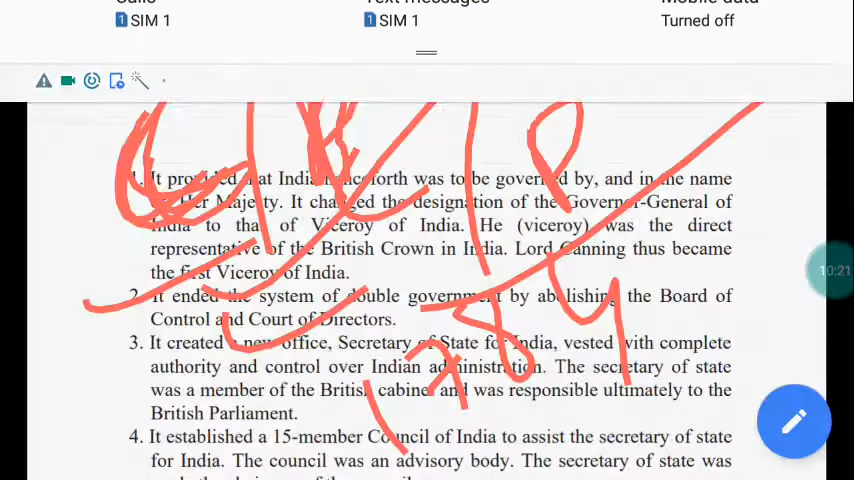 Calls
Text messages
Mobile data
1 SIM 1
1 SIM 1
Turned off
1. It provided that India henceforth was to be governed by, and in the name
of, Her Majesty. It changed the designation of the Governor-General of
India to that of Viceroy of India. He (viceroy) was the direct
representative of the British Crown in India. Lord Canning thus became
the first Viceroy of India.
2. It ended the system of double government by abolishing the Board of
Control and Court of Directors.
3. It created a new office, Secretary of State for India, vested with complete
authority and control over Indian administration. The secretary of state
was a member of the British cabinet and was responsible ultimately to the
British Parliament.
4. It established a 15-member Council of India to assist the secretary of state
for India. The council was an advisory body. The secretary of state was
1784
10:21